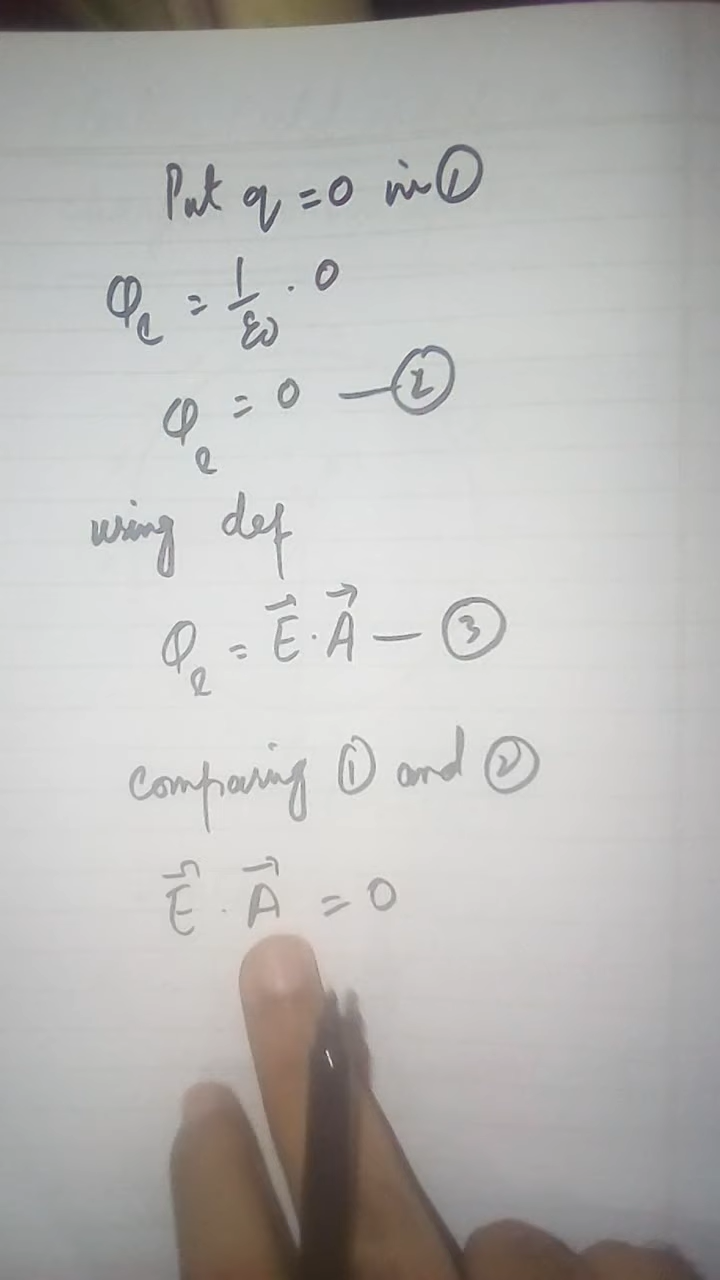 Put q = 0 in ①
φe = 1/ε0 . 0
φe = 0 — ②
using def
φe = E⃗ . A⃗ — ③
comparing ① and ②
E⃗ . A⃗ = 0